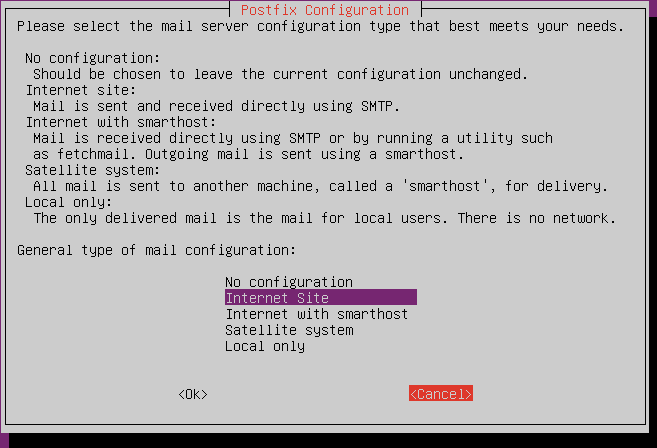 Postfix Configuration
Please select the mail server configuration type that best meets your needs.
No configuration:
Should be chosen to leave the current configuration unchanged.
Internet site:
Mail is sent and received directly using SMTP.
Internet with smarthost:
Mail is received directly using SMTP or by running a utility such
as fetchmail. Outgoing mail is sent using a smarthost.
Satellite system:
All mail is sent to another machine, called a 'smarthost', for delivery.
Local only:
The only delivered mail is the mail for local users. There is no network.
General type of mail configuration:
No configuration
Internet Site
Internet with smarthost
Satellite system
Local only
<Ok> <Cancel>